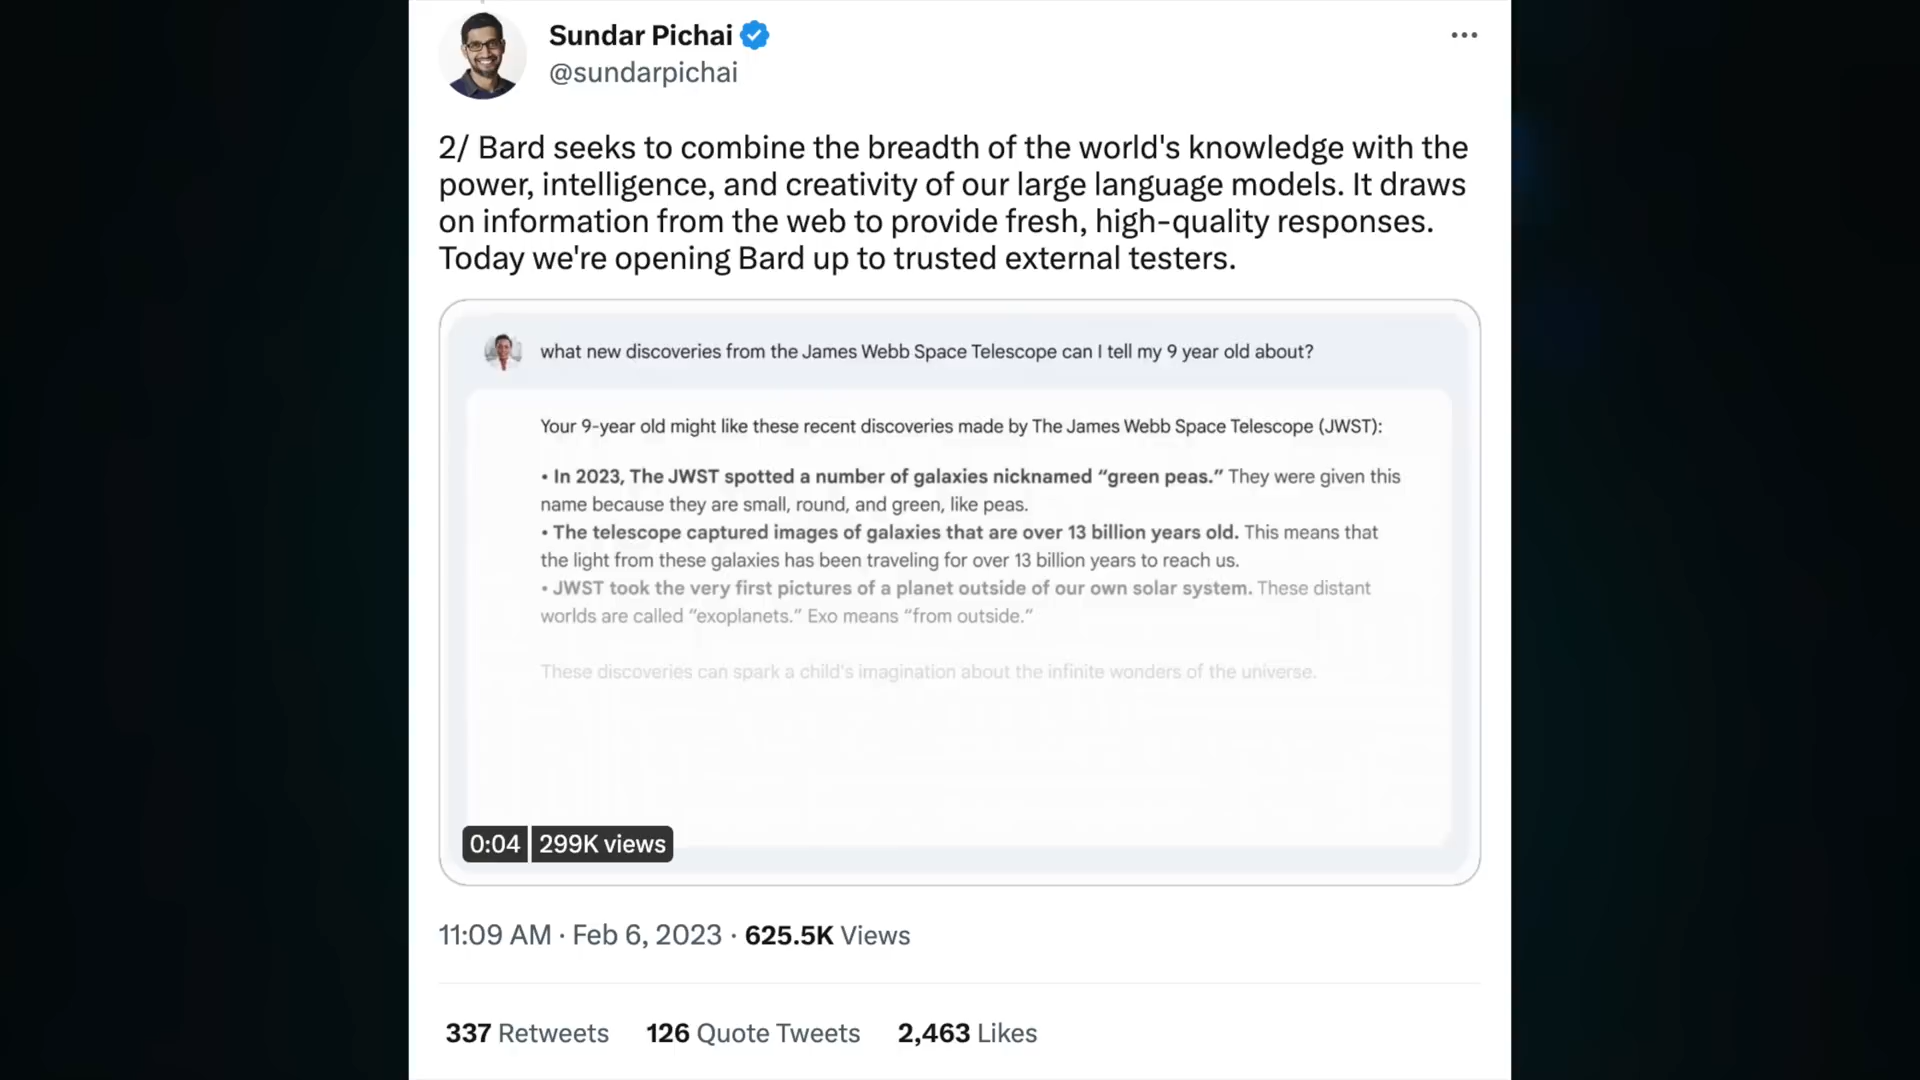 Sundar Pichai
@sundarpichai
2/ Bard seeks to combine the breadth of the world's knowledge with the
power, intelligence, and creativity of our large language models. It draws
on information from the web to provide fresh, high-quality responses.
Today we're opening Bard up to trusted external testers.
what new discoveries from the James Webb Space Telescope can I tell my 9 year old about?
Your 9-year old might like these recent discoveries made by The James Webb Space Telescope (JWST):
• In 2023, The JWST spotted a number of galaxies nicknamed “green peas.” They were given this
name because they are small, round, and green, like peas.
• The telescope captured images of galaxies that are over 13 billion years old. This means that
the light from these galaxies has been traveling for over 13 billion years to reach us.
• JWST took the very first pictures of a planet outside of our own solar system. These distant
worlds are called “exoplanets.” Exo means “from outside.”
These discoveries can spark a child's imagination about the infinite wonders of the universe.
0:04 299K views
11:09 AM · Feb 6, 2023 · 625.5K Views
337 Retweets 126 Quote Tweets 2,463 Likes